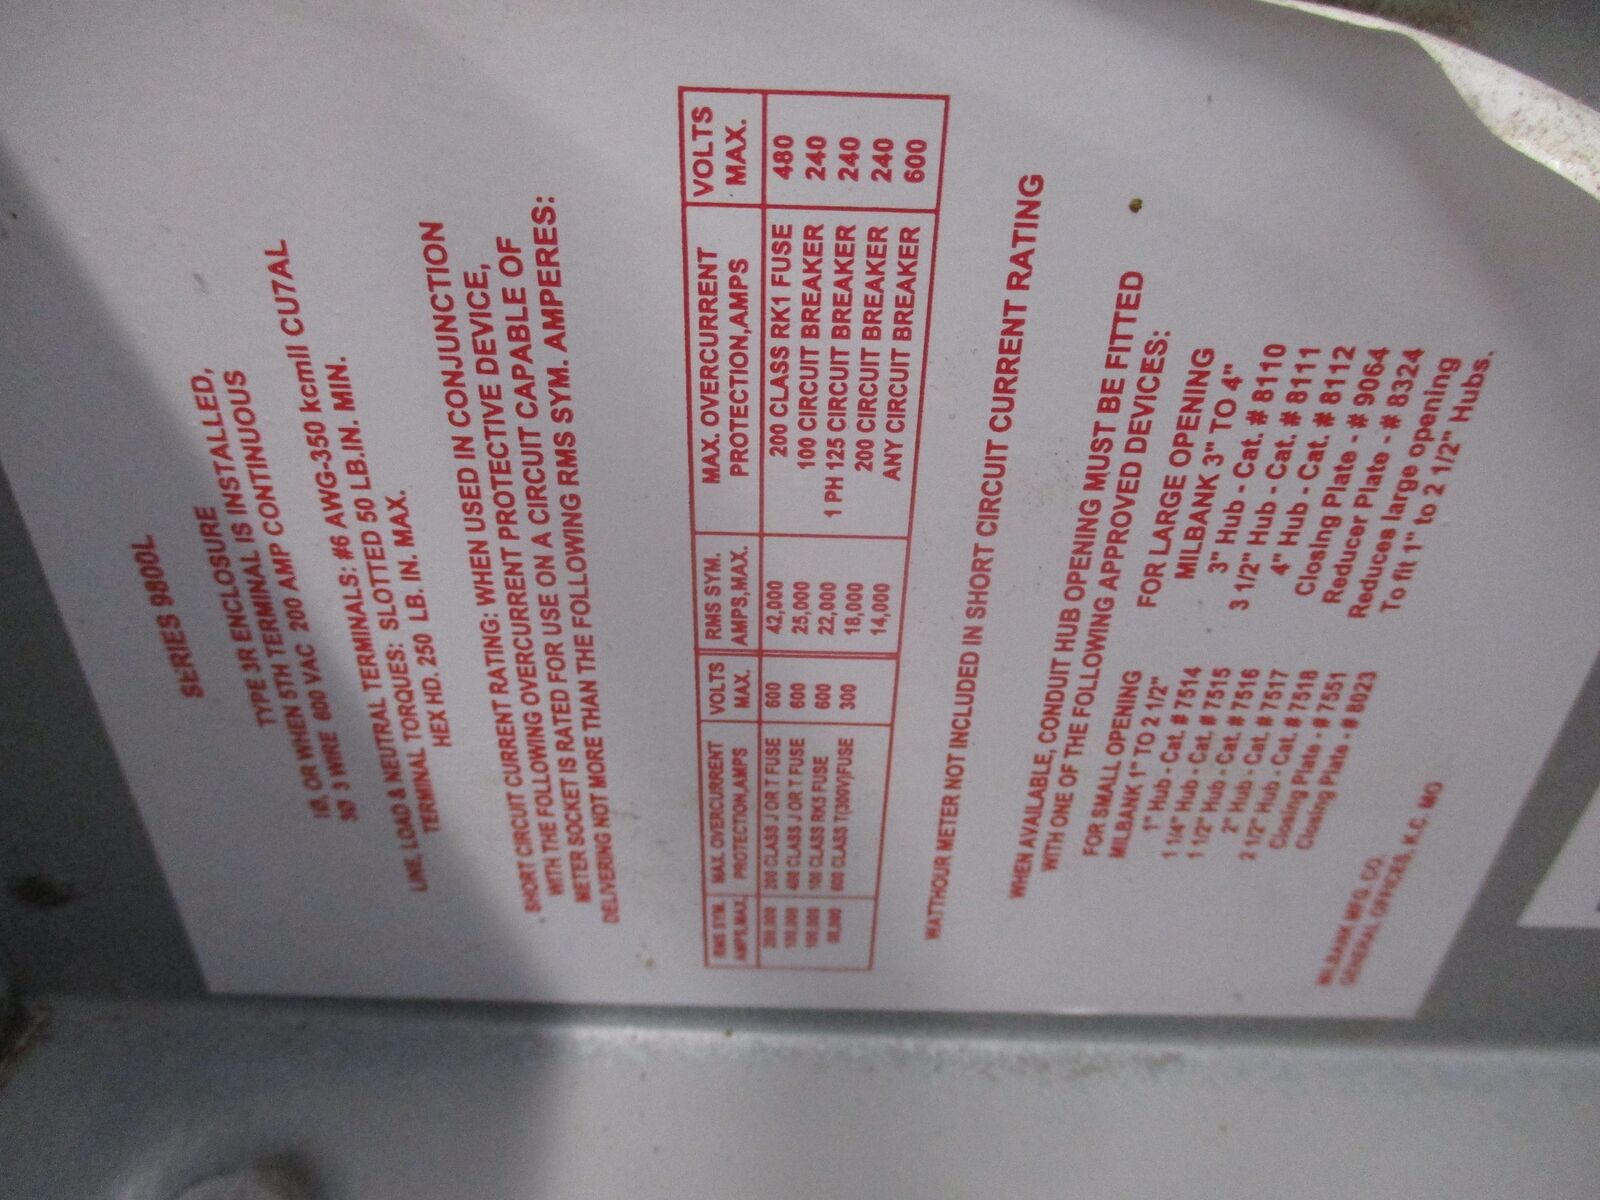 SERIES 9800L
TYPE 3R ENCLOSURE
1Ø, OR WHEN 5TH TERMINAL IS INSTALLED,
3Ø 3 WIRE 600 VAC 200 AMP CONTINUOUS
LINE, LOAD & NEUTRAL TERMINALS: #6 AWG-350 kcmil CU7AL
TERMINAL TORQUES: SLOTTED 50 LB.IN. MIN.
HEX HD. 250 LB. IN. MAX.
SHORT CIRCUIT CURRENT RATING: WHEN USED IN CONJUNCTION
WITH THE FOLLOWING OVERCURRENT PROTECTIVE DEVICE,
METER SOCKET IS RATED FOR USE ON A CIRCUIT CAPABLE OF
DELIVERING NOT MORE THAN THE FOLLOWING RMS SYM. AMPERES:
RMS SYM. MAX. OVERCURRENT VOLTS RMS SYM. MAX. OVERCURRENT VOLTS
AMPS,MAX. PROTECTION,AMPS MAX. AMPS,MAX. PROTECTION,AMPS MAX.
200,000 200 CLASS J OR T FUSE 600 42,000 200 CLASS RK1 FUSE 480
100,000 400 CLASS J OR T FUSE 600 25,000 100 CIRCUIT BREAKER 240
100,000 100 CLASS RK5 FUSE 600 22,000 1 PH 125 CIRCUIT BREAKER 240
600 CLASS T(300V)FUSE 300 18,000 200 CIRCUIT BREAKER 240
14,000 ANY CIRCUIT BREAKER 600
WATTHOUR METER NOT INCLUDED IN SHORT CIRCUIT CURRENT RATING
WHEN AVAILABLE, CONDUIT HUB OPENING MUST BE FITTED
WITH ONE OF THE FOLLOWING APPROVED DEVICES:
FOR SMALL OPENING FOR LARGE OPENING
MILBANK 1" TO 2 1/2" MILBANK 3" TO 4"
1" Hub - Cat. # 7514 3" Hub - Cat. # 8110
1 1/4" Hub - Cat. # 7515 3 1/2" Hub - Cat. # 8111
1 1/2" Hub - Cat. # 7516 4" Hub - Cat. # 8112
2" Hub - Cat. # 7517 Closing Plate - # 9064
2 1/2" Hub - Cat. # 7518 Reducer Plate - # 8324
Closing Plate - # 7551 Reduces large opening
Closing Plate - # 8023 To fit 1" to 2 1/2" Hubs.
MILBANK MFG. CO.
GENERAL OFFICES, K.C. MO